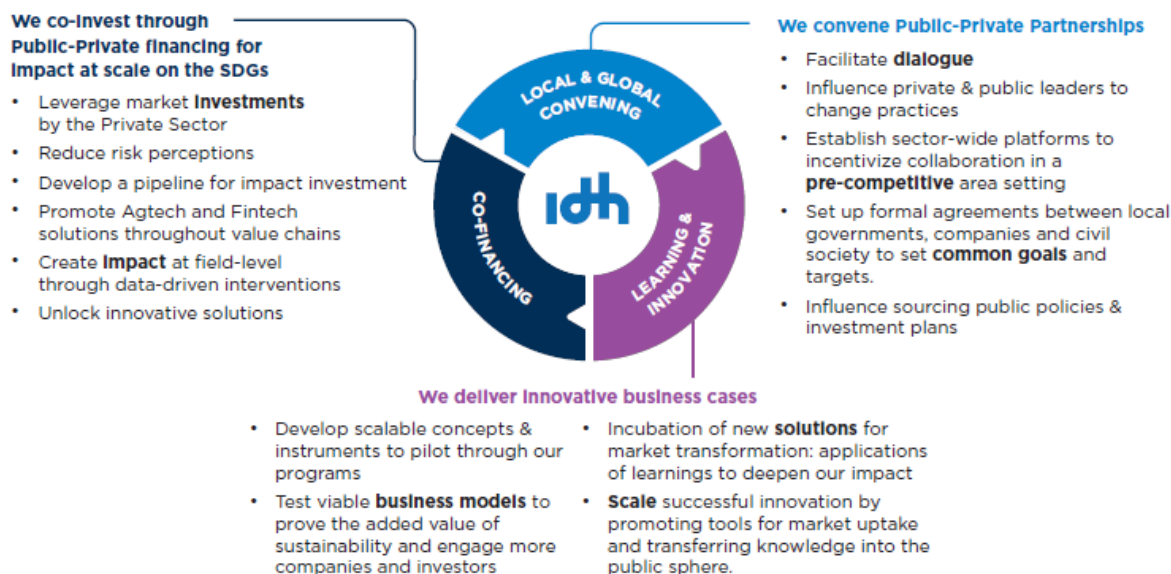 We co-invest through
Public-Private financing for
Impact at scale on the SDGs
• Leverage market investments
by the Private Sector
• Reduce risk perceptions
• Develop a pipeline for impact investment
• Promote Agtech and Fintech
solutions throughout value chains
• Create impact at field-level
through data-driven interventions
• Unlock innovative solutions
LOCAL & GLOBAL
CONVENING
CO-FINANCING
idh
LEARNING &
INNOVATION
We convene Public-Private Partnerships
• Facilitate dialogue
• Influence private & public leaders to
change practices
• Establish sector-wide platforms to
incentivize collaboration in a
pre-competitive area setting
• Set up formal agreements between local
governments, companies and civil
society to set common goals and
targets.
• Influence sourcing public policies &
investment plans
We deliver innovative business cases
• Develop scalable concepts &
instruments to pilot through our
programs
• Test viable business models to
prove the added value of
sustainability and engage more
companies and investors
• Incubation of new solutions for
market transformation: applications
of learnings to deepen our impact
• Scale successful innovation by
promoting tools for market uptake
and transferring knowledge into the
public sphere.